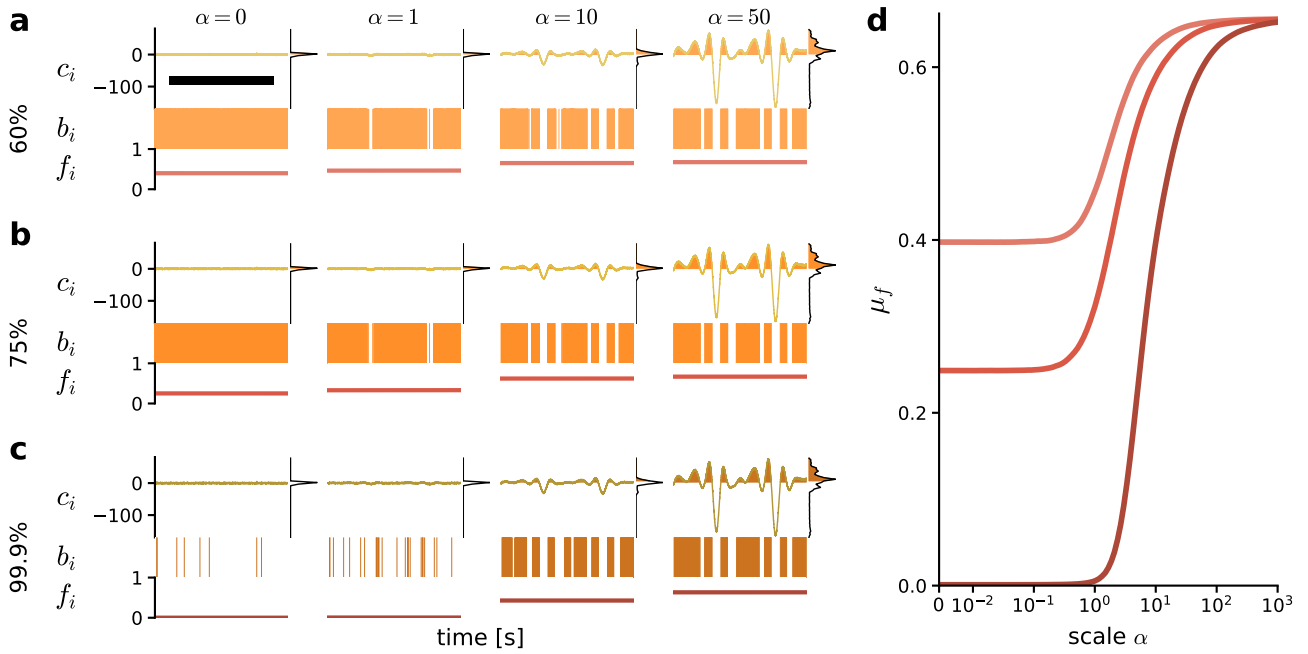 a
α = 0
α = 1
α = 10
α = 50
60%
c_i
0
−100
b_i
f_i
1
0
b
75%
c_i
0
−100
b_i
f_i
1
0
c
99.9%
c_i
0
−100
b_i
f_i
1
0
time [s]
d
μ_f
0.6
0.4
0.2
0.0
0
10^−2
10^−1
10^0
10^1
10^2
10^3
scale α